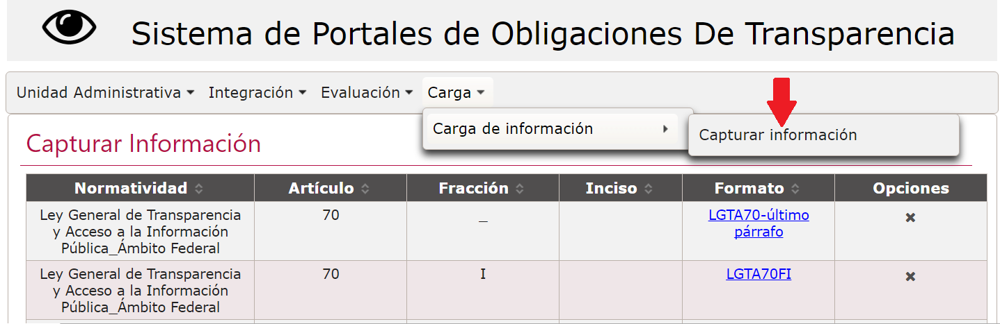 Sistema de Portales de Obligaciones De Transparencia
Unidad Administrativa Integración Evaluación Carga
Carga de información
Capturar información
Capturar Información
Normatividad Artículo Fracción Inciso Formato Opciones
Ley General de Transparencia 70 _ LGTA70-último
y Acceso a la Información párrafo
Pública_Ámbito Federal
Ley General de Transparencia 70 I LGTA70FI
y Acceso a la Información
Pública_Ámbito Federal